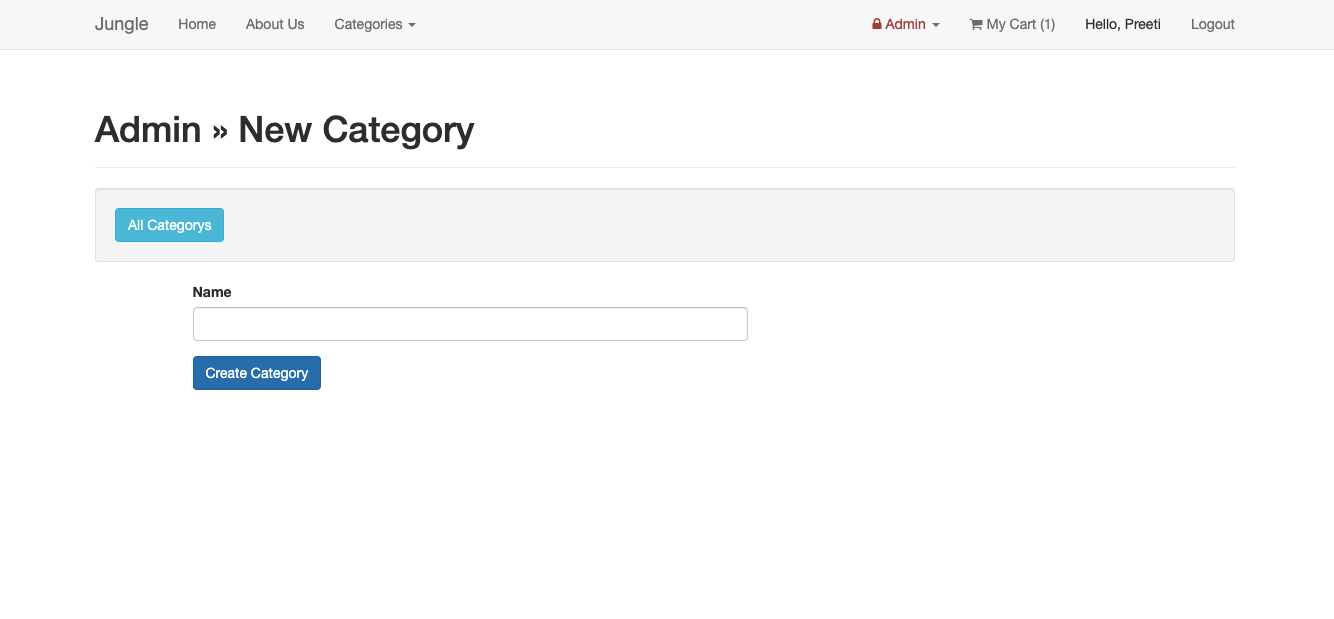 Jungle Home About Us Categories Admin My Cart (1) Hello, Preeti Logout
Admin » New Category
All Categorys
Name
Create Category